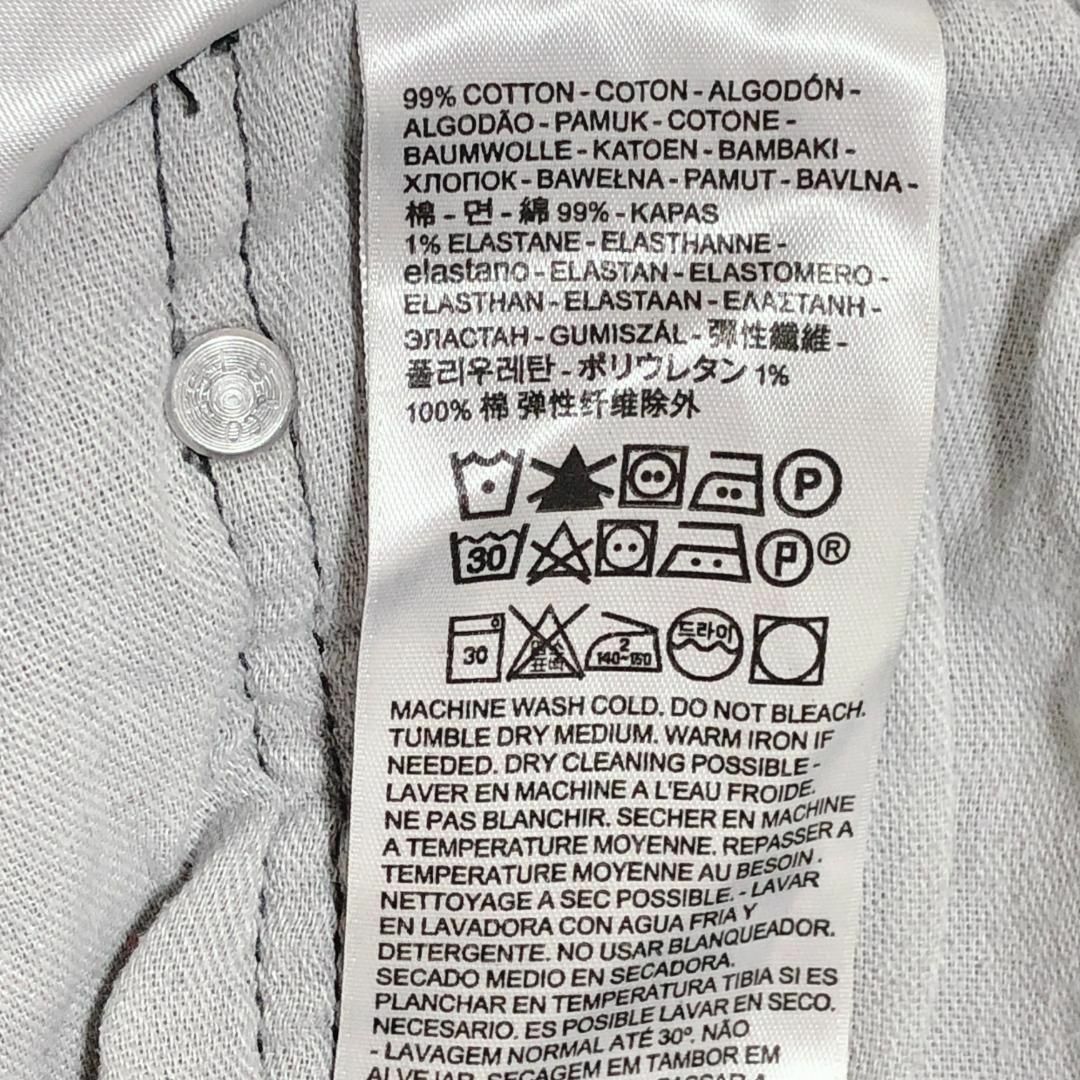 99% COTTON - COTON - ALGODÓN -
ALGODÃO - PAMUK - COTONE -
BAUMWOLLE - KATOEN - BAMBAKI -
ХЛОПОК - BAWEŁNA - PAMUT - BAVLNA -
棉 - 면 - 綿 99% - KAPAS
1% ELASTANE - ELASTHANNE -
elastano - ELASTAN - ELASTOMERO -
ELASTHAN - ELASTAAN - ΕΛΑΣΤΑΝΗ -
ЭЛАСТАН - GUMISZÁL - 彈性纖維 -
폴리우레탄 - ポリウレタン 1%
100% 棉 弹性纤维除外
P
30 P ®
30 2 140~160 드라이
MACHINE WASH COLD. DO NOT BLEACH.
TUMBLE DRY MEDIUM. WARM IRON IF
NEEDED. DRY CLEANING POSSIBLE -
LAVER EN MACHINE A L'EAU FROIDE.
NE PAS BLANCHIR. SECHER EN MACHINE
A TEMPERATURE MOYENNE. REPASSER A
TEMPERATURE MOYENNE AU BESOIN.
NETTOYAGE A SEC POSSIBLE. - LAVAR
EN LAVADORA CON AGUA FRIA Y
DETERGENTE. NO USAR BLANQUEADOR.
SECADO MEDIO EN SECADORA.
PLANCHAR EN TEMPERATURA TIBIA SI ES
NECESARIO. ES POSIBLE LAVAR EN SECO.
- LAVAGEM NORMAL ATÉ 30º. NÃO
ALVEJAR. SECAGEM EM TAMBOR EM